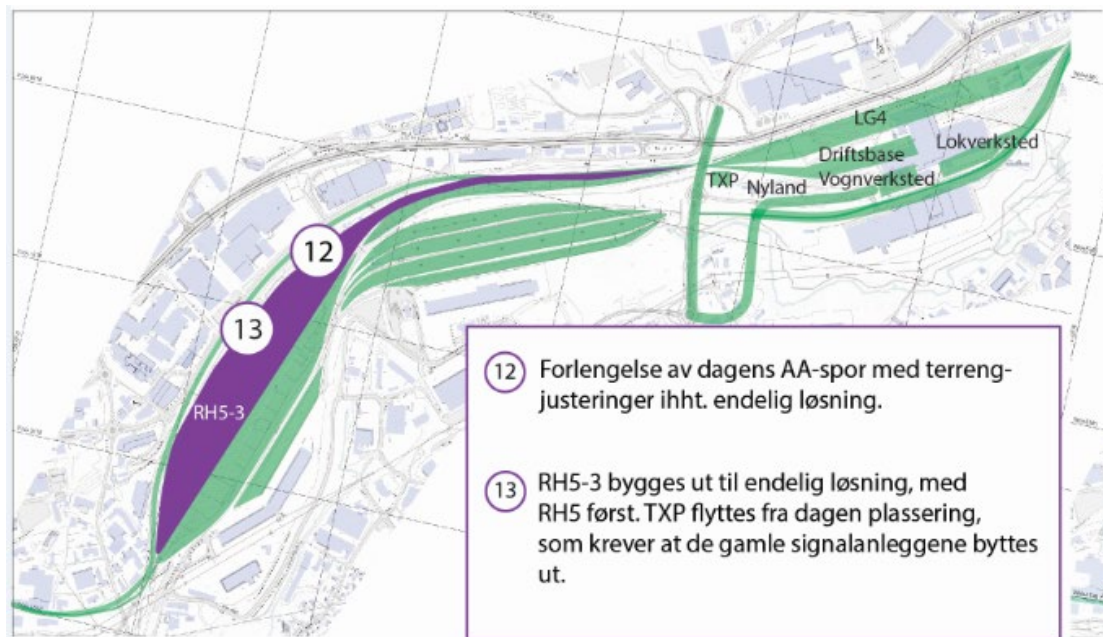 LG4
Lokverksted
Driftsbase
TXP
Nyland
Vognverksted
12
13
RH5-3
12 Forlengelse av dagens AA-spor med terreng-
justeringer ihht. endelig løsning.
13 RH5-3 bygges ut til endelig løsning, med
RH5 først. TXP flyttes fra dagen plassering,
som krever at de gamle signalanleggene byttes
ut.